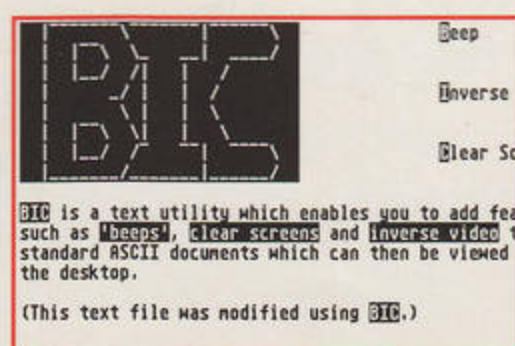 BIC
Beep
Inverse
Clear Sc
BIC is a text utility which enables you to add fea
such as 'beeps', clear screens and inverse video t
standard ASCII documents which can then be viewed
the desktop.
(This text file was modified using BIC.)